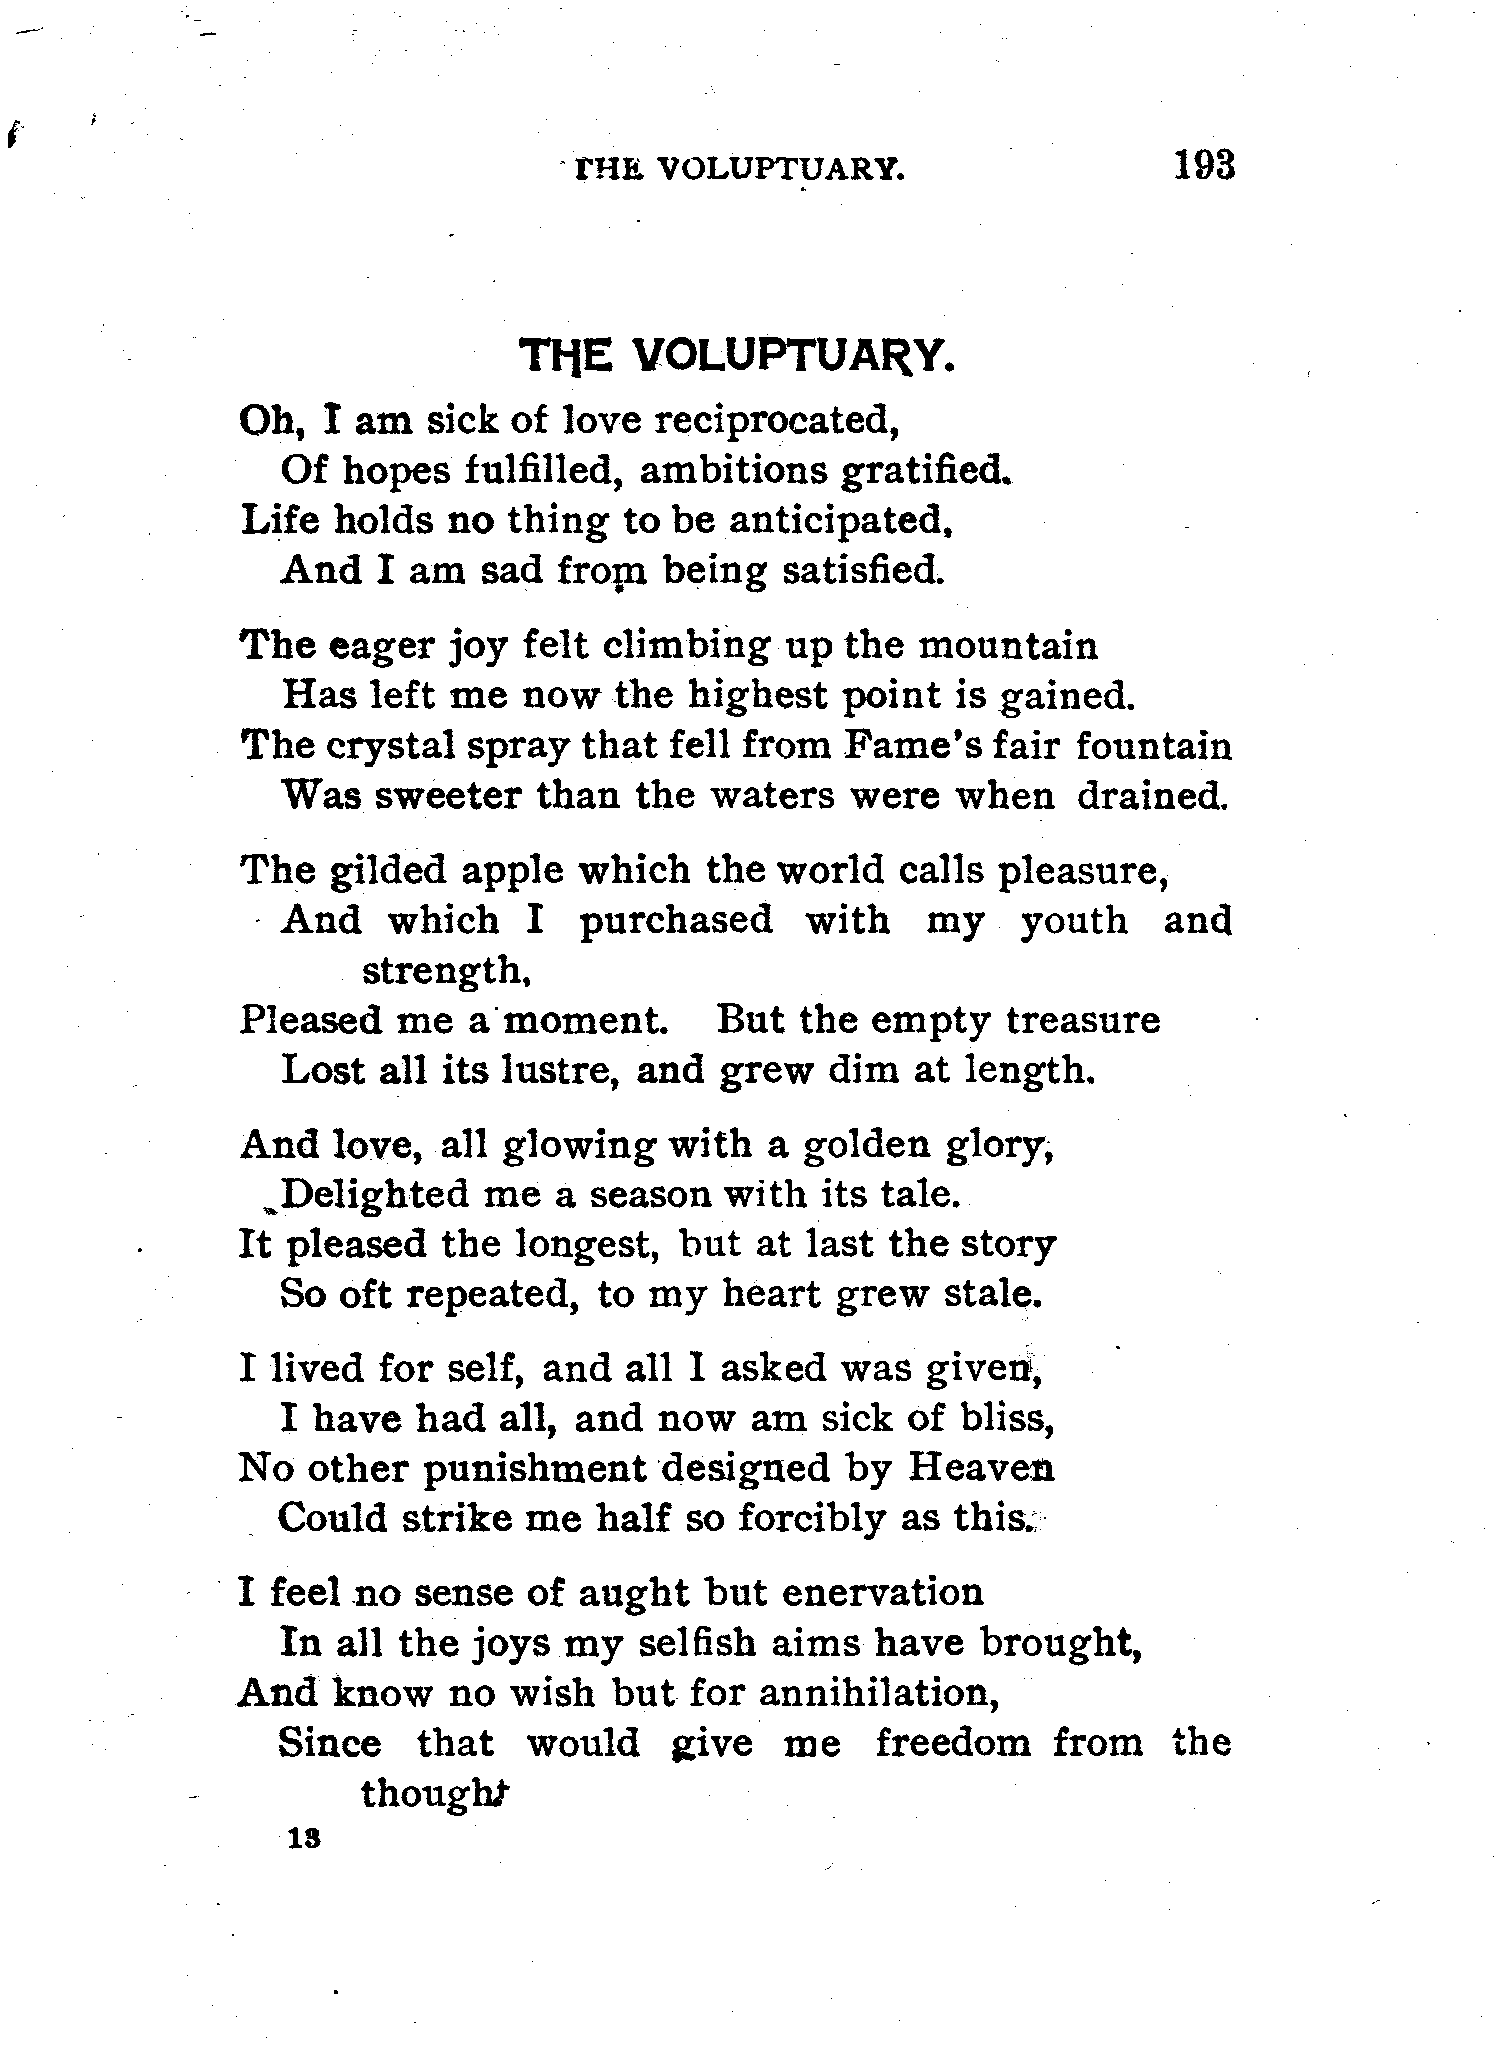 THE VOLUPTUARY. 193
THE VOLUPTUARY.
Oh, I am sick of love reciprocated,
Of hopes fulfilled, ambitions gratified.
Life holds no thing to be anticipated,
And I am sad from being satisfied.
The eager joy felt climbing up the mountain
Has left me now the highest point is gained.
The crystal spray that fell from Fame's fair fountain
Was sweeter than the waters were when drained.
The gilded apple which the world calls pleasure,
And which I purchased with my youth and
strength,
Pleased me a moment. But the empty treasure
Lost all its lustre, and grew dim at length.
And love, all glowing with a golden glory,
Delighted me a season with its tale.
It pleased the longest, but at last the story
So oft repeated, to my heart grew stale.
I lived for self, and all I asked was given,
I have had all, and now am sick of bliss,
No other punishment designed by Heaven
Could strike me half so forcibly as this.
I feel no sense of aught but enervation
In all the joys my selfish aims have brought,
And know no wish but for annihilation,
Since that would give me freedom from the
thought
13